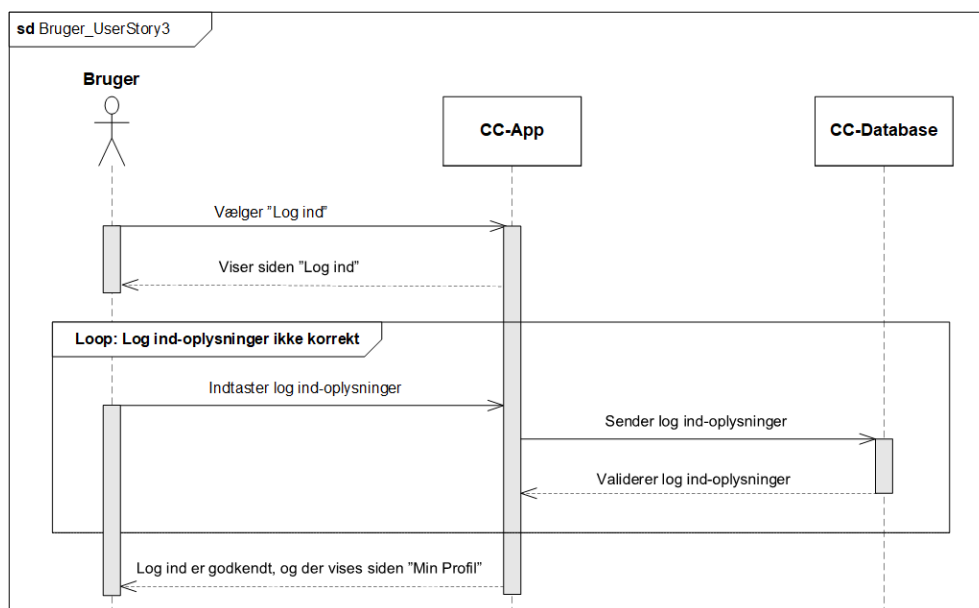 sd Bruger_UserStory3
Bruger
CC-App
CC-Database
Vælger ”Log ind”
Viser siden ”Log ind”
Loop: Log ind-oplysninger ikke korrekt
Indtaster log ind-oplysninger
Sender log ind-oplysninger
Validerer log ind-oplysninger
Log ind er godkendt, og der vises siden ”Min Profil”